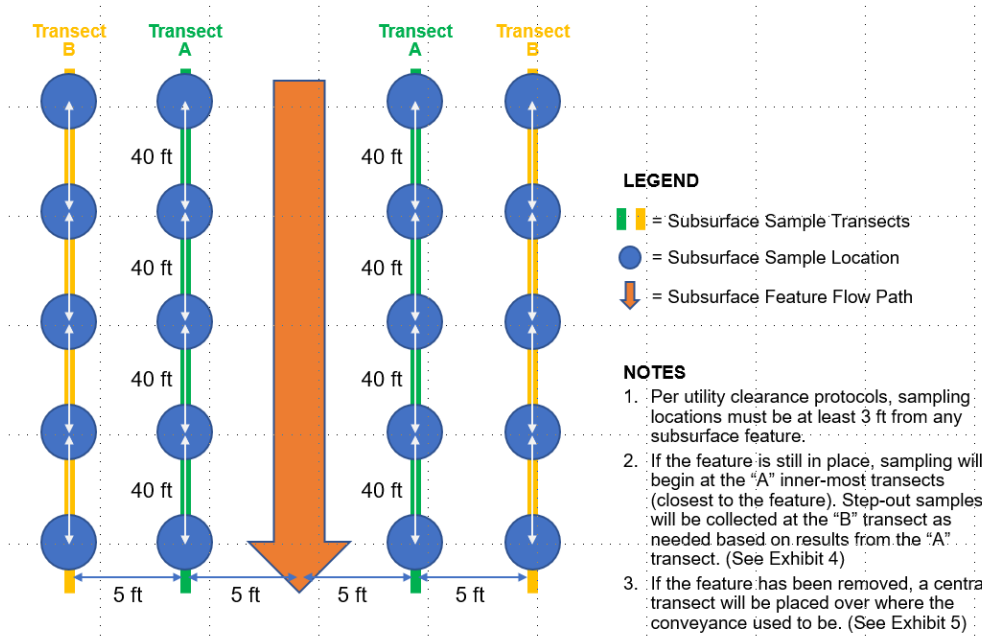 Transect
B
Transect
A
Transect
A
Transect
B
40 ft
40 ft
40 ft
40 ft
40 ft
40 ft
40 ft
40 ft
5 ft
5 ft
5 ft
5 ft
LEGEND
= Subsurface Sample Transects
= Subsurface Sample Location
= Subsurface Feature Flow Path
NOTES
1. Per utility clearance protocols, sampling
locations must be at least 3 ft from any
subsurface feature.
2. If the feature is still in place, sampling will
begin at the “A” inner-most transects
(closest to the feature). Step-out samples
will be collected at the “B” transect as
needed based on results from the “A”
transect. (See Exhibit 4)
3. If the feature has been removed, a centra
transect will be placed over where the
conveyance used to be. (See Exhibit 5)